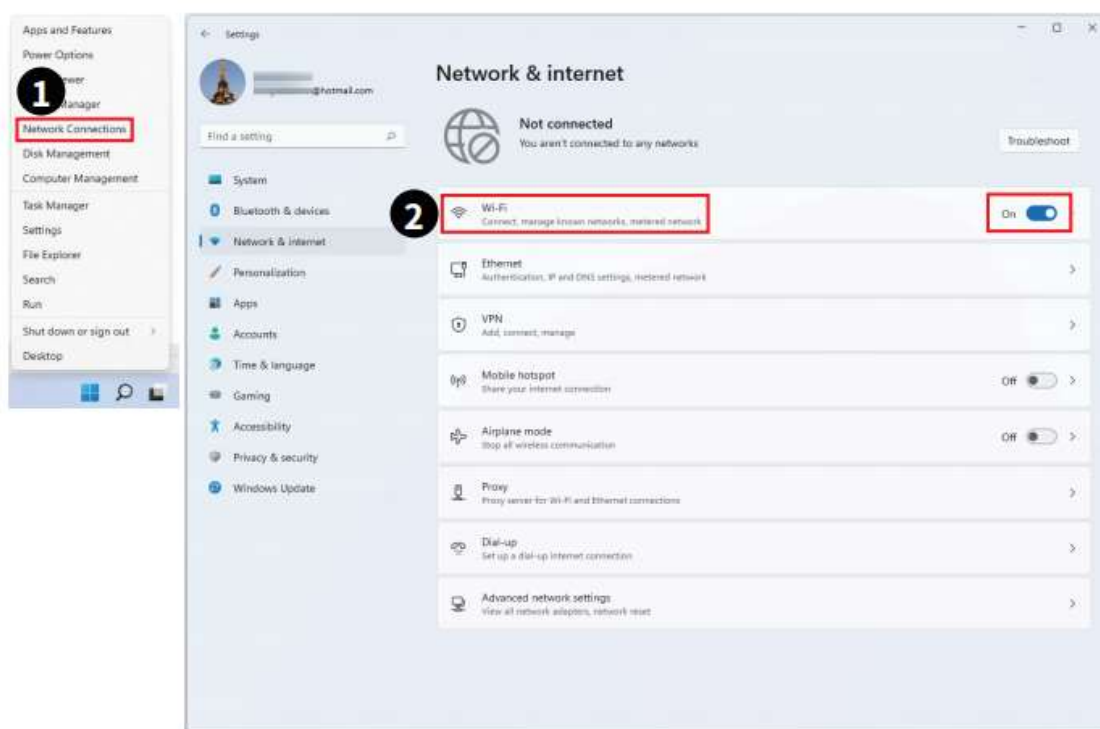 Apps and Features
Power Options
ewer
1
Manager
Network Connections
Disk Management
Computer Management
Task Manager
Settings
File Explorer
Search
Run
Shut down or sign out
Desktop
Settings
@hotmail.com
Find a setting
System
Bluetooth & devices
Network & internet
Personalization
Apps
Accounts
Time & language
Gaming
Accessibility
Privacy & security
Windows Update
Network & internet
Not connected
You aren't connected to any networks
Troubleshoot
2
Wi-Fi
Connect, manage known networks, metered network
On
Ethernet
Authentication, IP and DNS settings, metered network
VPN
Add, connect, manage
Mobile hotspot
Share your internet connection
Off
Airplane mode
Stop all wireless communication
Off
Proxy
Proxy server for Wi-Fi and Ethernet connections
Dial-up
Set up a dial-up internet connection
Advanced network settings
View all network adapters, network reset